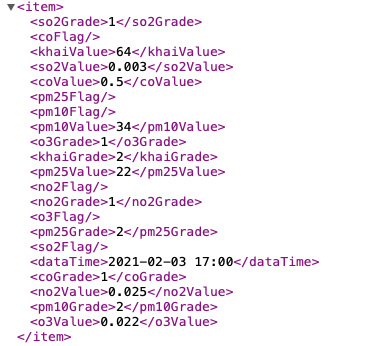 ▼<item>
<so2Grade>1</so2Grade>
<coFlag/>
<khaiValue>64</khaiValue>
<so2Value>0.003</so2Value>
<coValue>0.5</coValue>
<pm25Flag/>
<pm10Flag/>
<pm10Value>34</pm10Value>
<o3Grade>1</o3Grade>
<khaiGrade>2</khaiGrade>
<pm25Value>22</pm25Value>
<no2Flag/>
<no2Grade>1</no2Grade>
<o3Flag/>
<pm25Grade>2</pm25Grade>
<so2Flag/>
<dataTime>2021-02-03 17:00</dataTime>
<coGrade>1</coGrade>
<no2Value>0.025</no2Value>
<pm10Grade>2</pm10Grade>
<o3Value>0.022</o3Value>
</item>